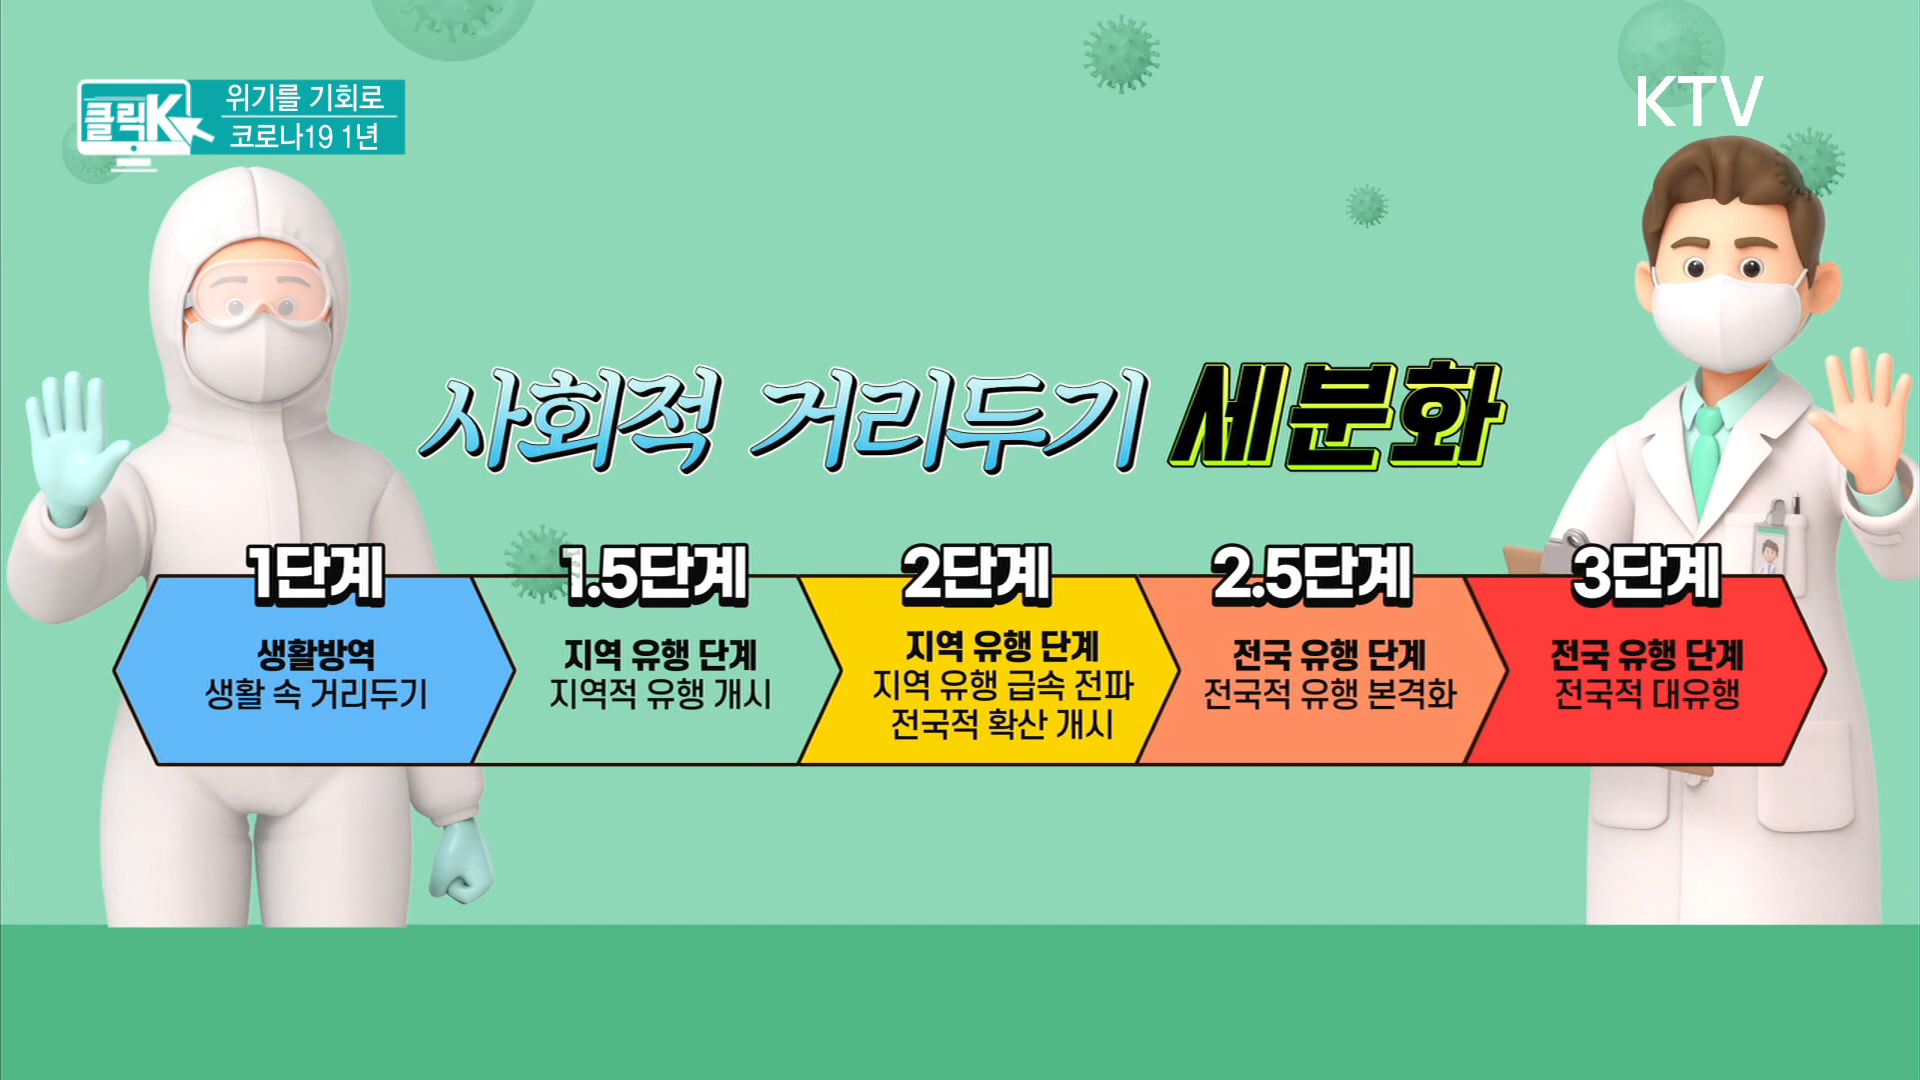 클릭K
위기를 기회로
코로나19 1년
KTV
사회적 거리두기 세분화
1단계
생활방역
생활 속 거리두기
1.5단계
지역 유행 단계
지역적 유행 개시
2단계
지역 유행 단계
지역 유행 급속 전파
전국적 확산 개시
2.5단계
전국 유행 단계
전국적 유행 본격화
3단계
전국 유행 단계
전국적 대유행